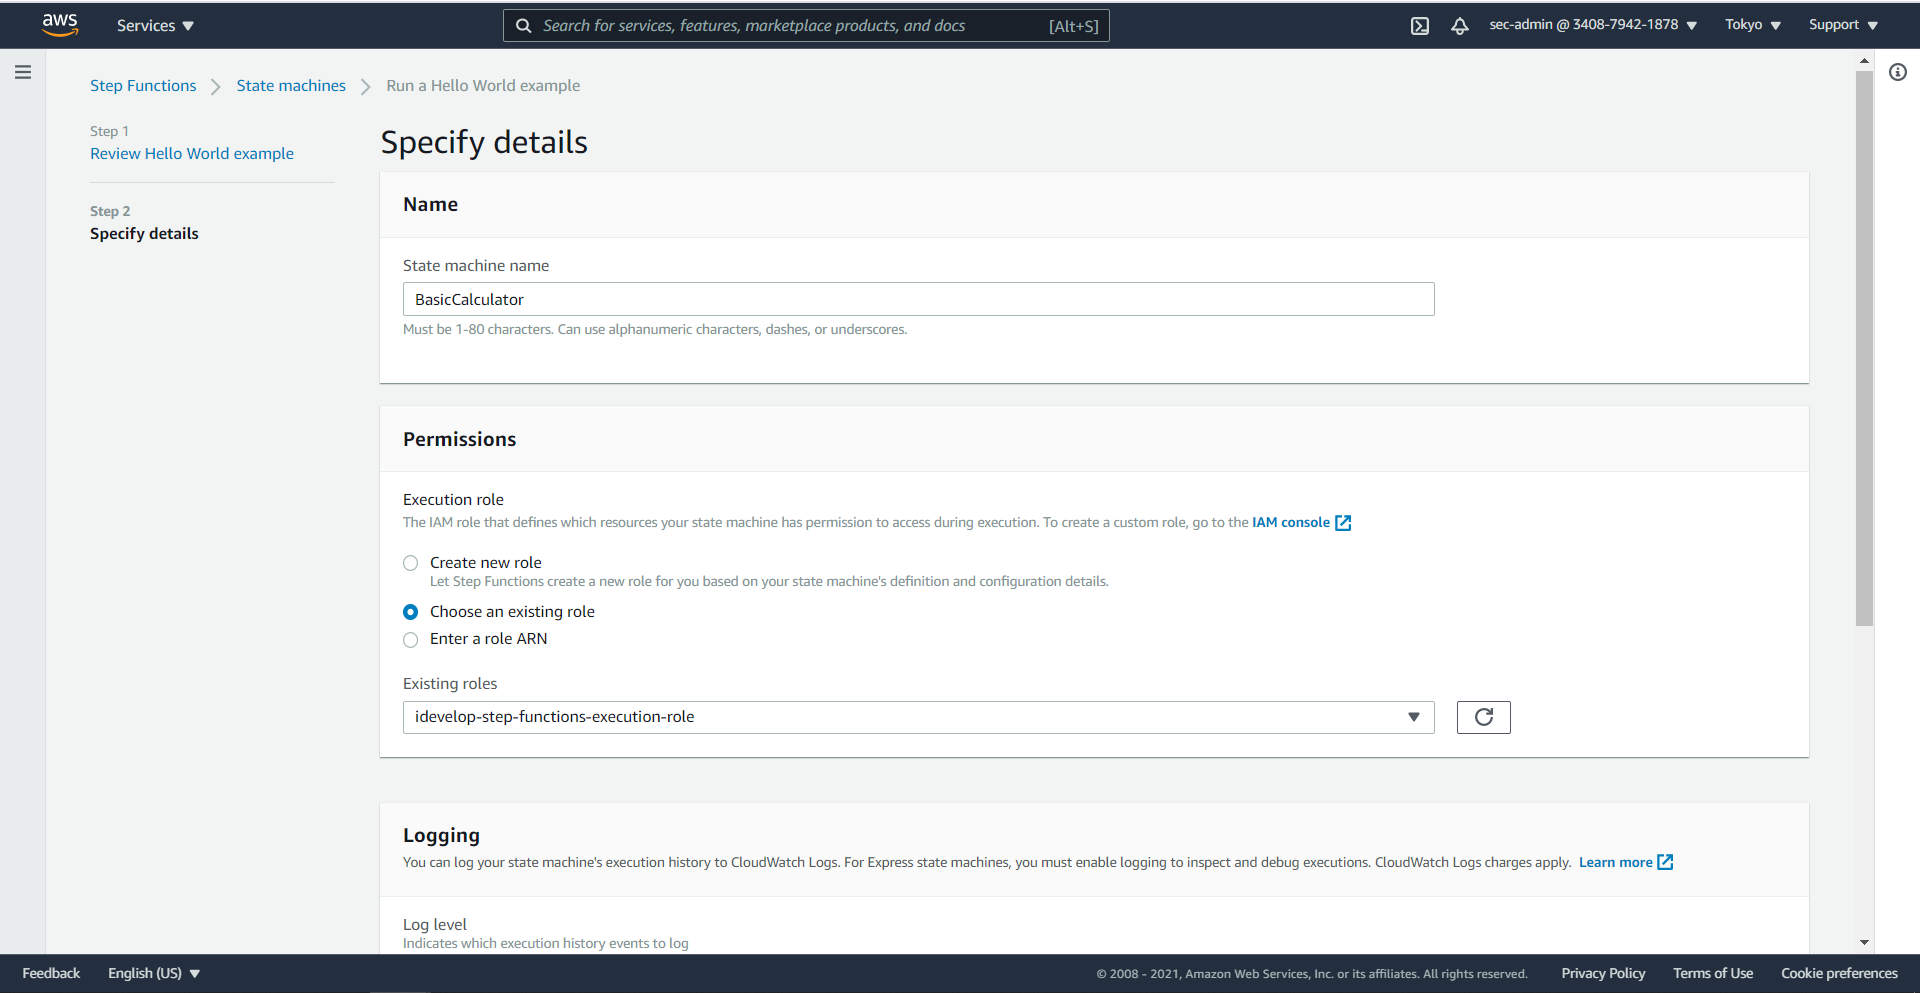 aws Services Search for services, features, marketplace products, and docs [Alt+S] sec-admin @ 3408-7942-1878 Tokyo Support
Step Functions State machines Run a Hello World example
Step 1
Review Hello World example
Step 2
Specify details
Specify details
Name
State machine name
BasicCalculator
Must be 1-80 characters. Can use alphanumeric characters, dashes, or underscores.
Permissions
Execution role
The IAM role that defines which resources your state machine has permission to access during execution. To create a custom role, go to the IAM console
Create new role
Let Step Functions create a new role for you based on your state machine's definition and configuration details.
Choose an existing role
Enter a role ARN
Existing roles
idevelop-step-functions-execution-role
Logging
You can log your state machine's execution history to CloudWatch Logs. For Express state machines, you must enable logging to inspect and debug executions. CloudWatch Logs charges apply. Learn more
Log level
Indicates which execution history events to log
Feedback English (US) © 2008 - 2021, Amazon Web Services, Inc. or its affiliates. All rights reserved. Privacy Policy Terms of Use Cookie preferences